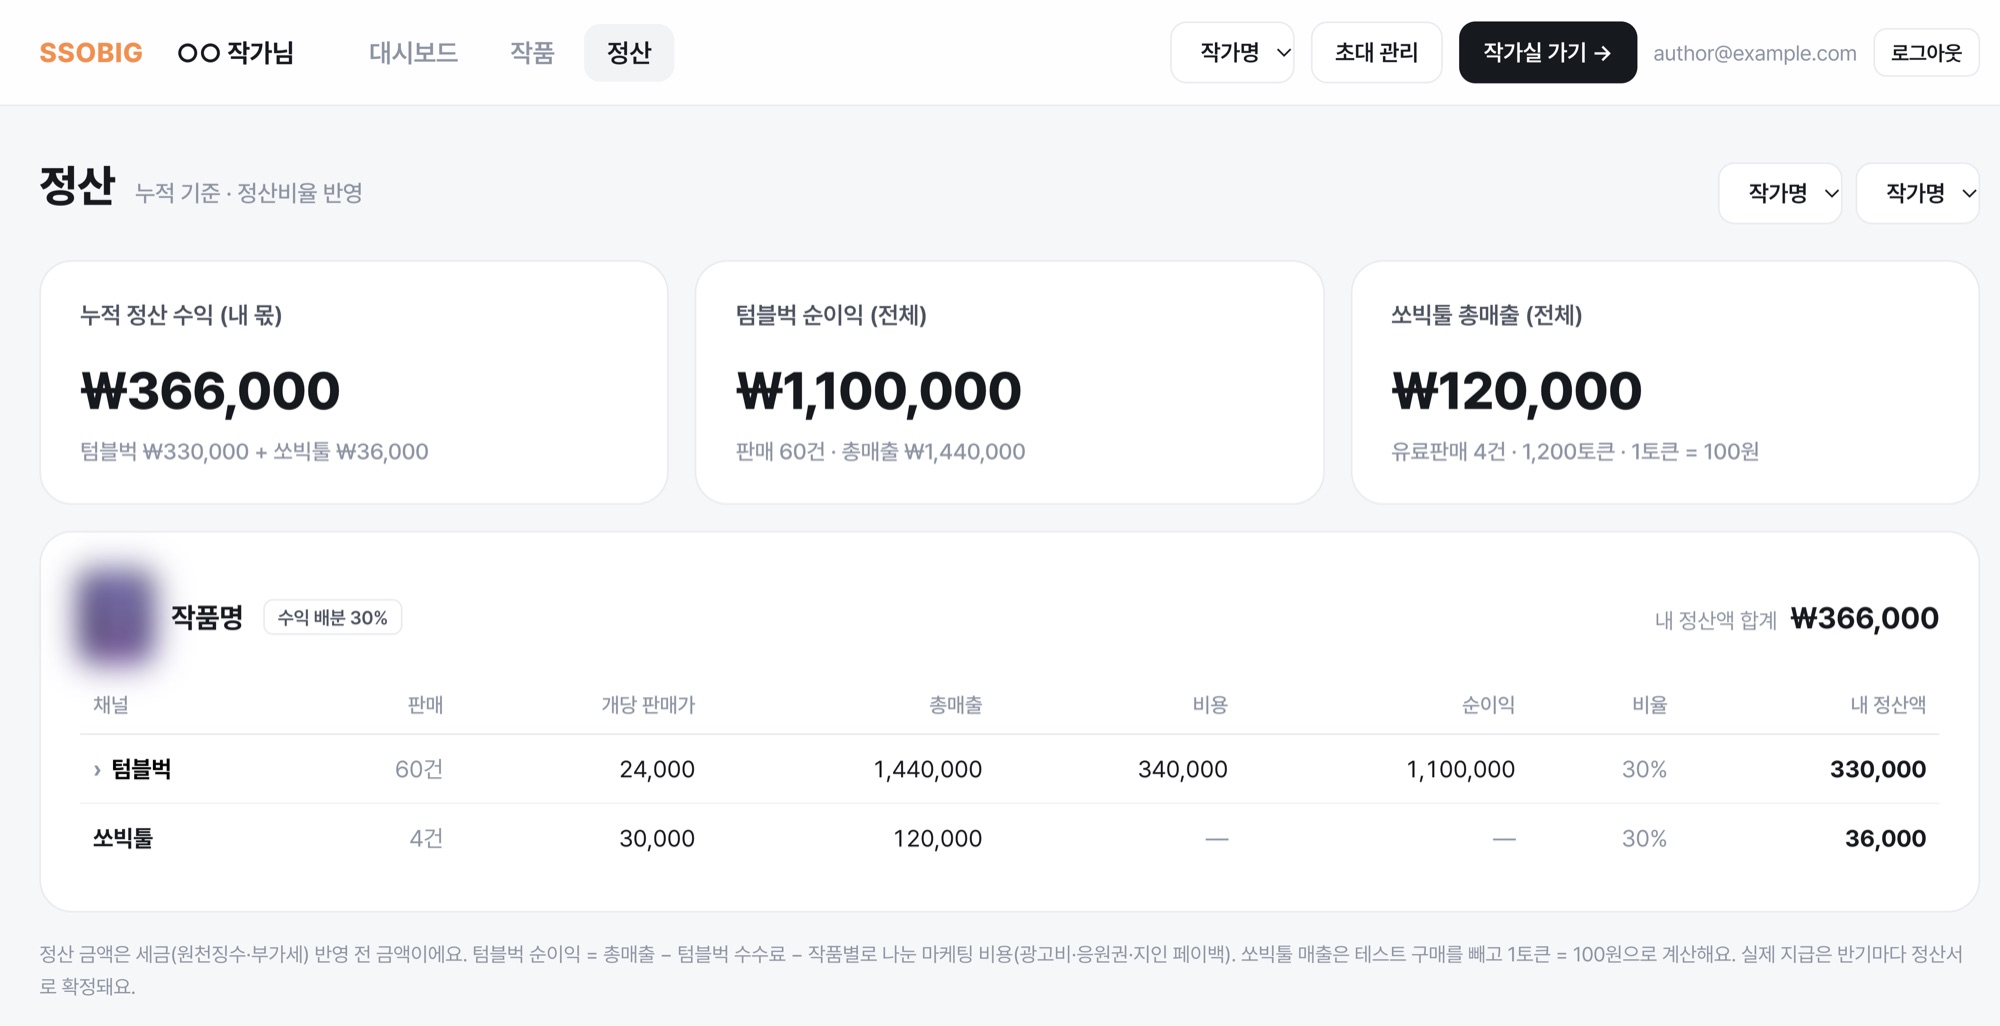 SSOBIG ○○ 작가님 대시보드 작품 정산 작가명 초대 관리 작가실 가기 → author@example.com 로그아웃
정산 누적 기준 · 정산비율 반영 작가명 작가명
누적 정산 수익 (내 몫)
₩366,000
텀블벅 ₩330,000 + 쏘빅툴 ₩36,000
텀블벅 순이익 (전체)
₩1,100,000
판매 60건 · 총매출 ₩1,440,000
쏘빅툴 총매출 (전체)
₩120,000
유료판매 4건 · 1,200토큰 · 1토큰 = 100원
작품명 수익 배분 30% 내 정산액 합계 ₩366,000
채널 판매 개당 판매가 총매출 비용 순이익 비율 내 정산액
› 텀블벅 60건 24,000 1,440,000 340,000 1,100,000 30% 330,000
쏘빅툴 4건 30,000 120,000 — — 30% 36,000
정산 금액은 세금(원천징수·부가세) 반영 전 금액이에요. 텀블벅 순이익 = 총매출 − 텀블벅 수수료 − 작품별로 나눈 마케팅 비용(광고비·응원권·지인 페이백). 쏘빅툴 매출은 테스트 구매를 빼고 1토큰 = 100원으로 계산해요. 실제 지급은 반기마다 정산서
로 확정돼요.